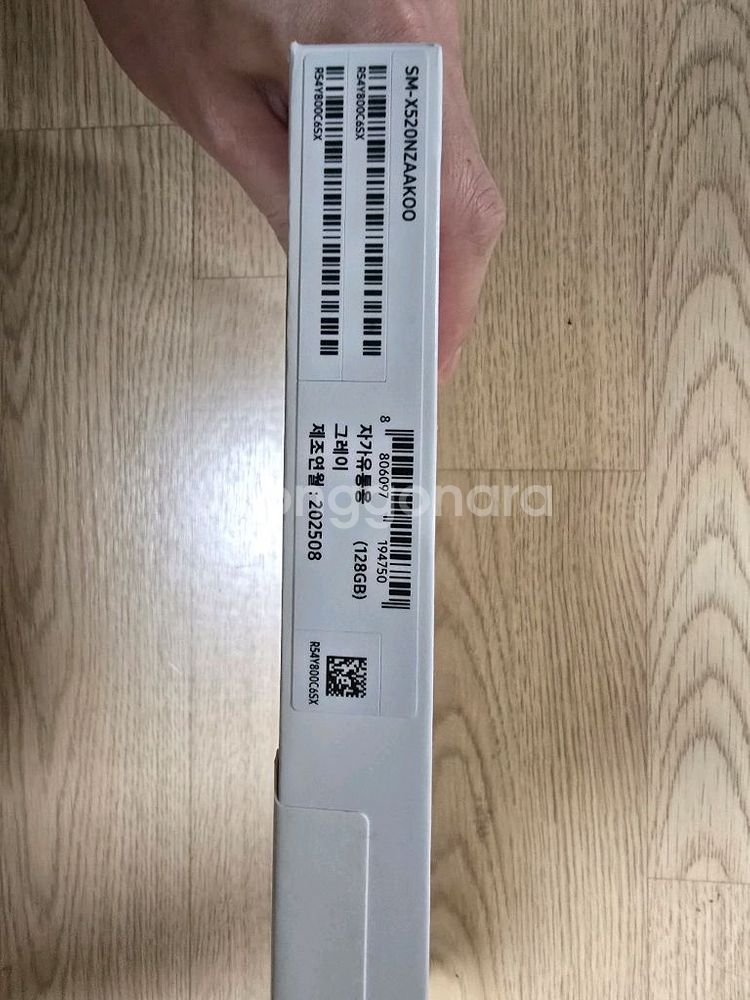 SM-X520NZAAKOO
R54Y800C6SX
R54Y800C6SX
8 806097 194750
자가유통용 (128GB)
그레이
제조연월 : 202508
R54Y800C6SX